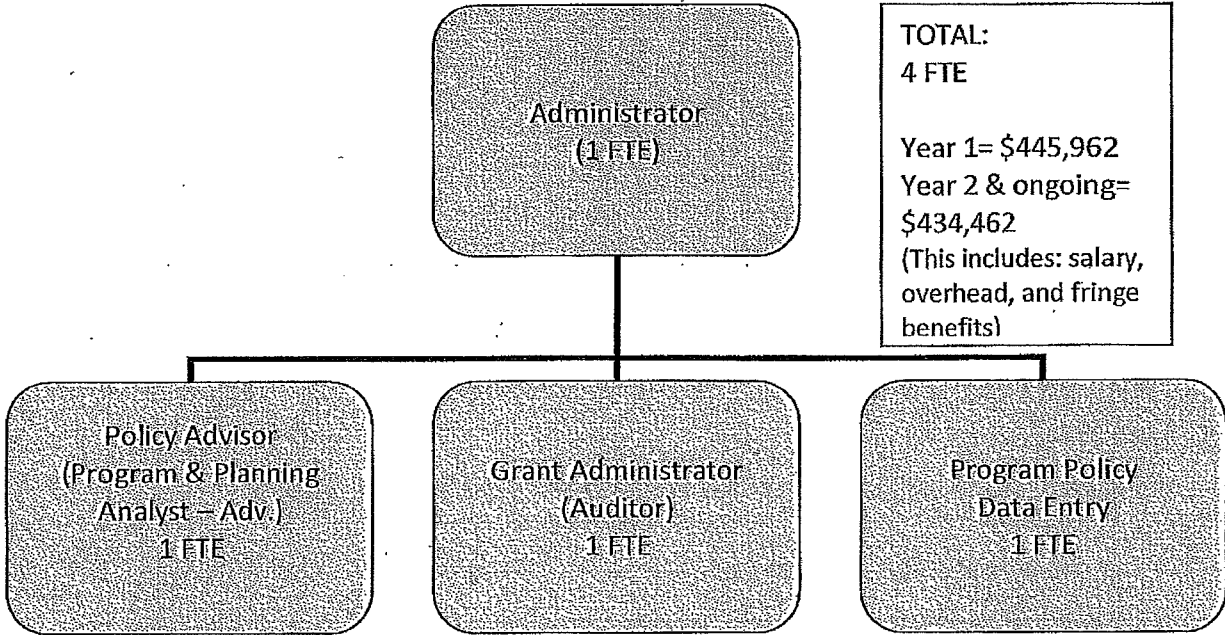 Administrator
(1 FTE)
TOTAL:
4 FTE
Year 1= $445,962
Year 2 & ongoing=
$434,462
(This includes: salary,
overhead, and fringe
benefits)
Policy Advisor
(Program & Planning
Analyst – Adv.)
1 FTE
Grant Administrator
(Auditor)
1 FTE
Program Policy
Data Entry
1 FTE